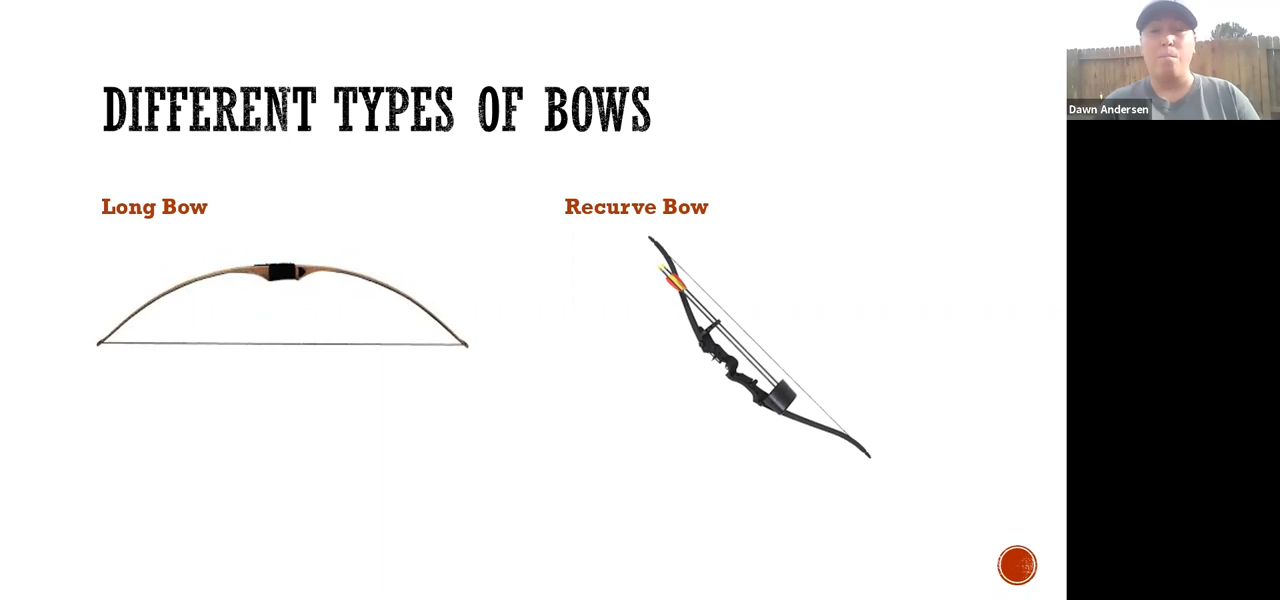 DIFFERENT TYPES OF BOWS
Long Bow
Recurve Bow
Dawn Andersen